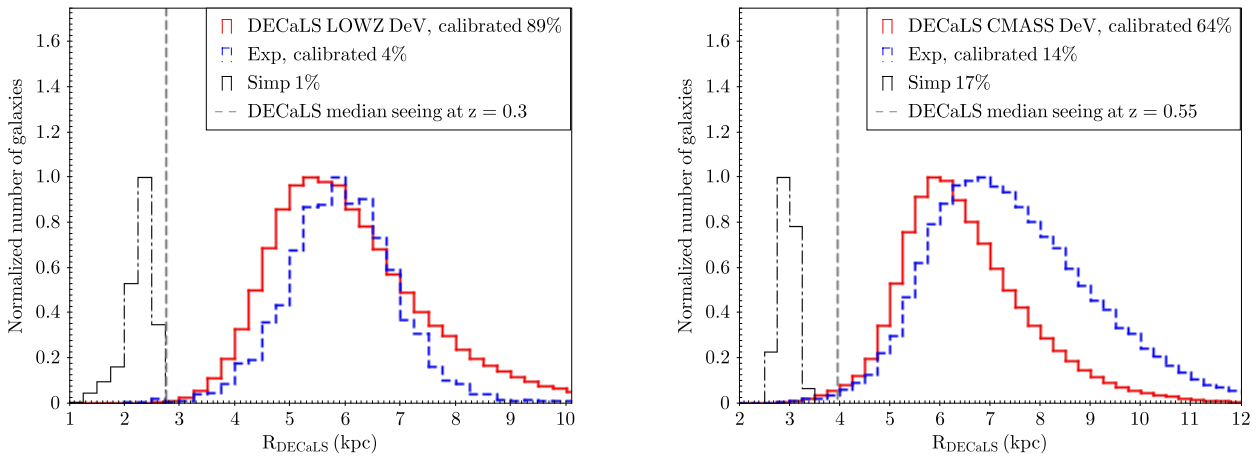 DECaLS LOWZ DeV, calibrated 89%
Exp, calibrated 4%
Simp 1%
DECaLS median seeing at z = 0.3
Normalized number of galaxies
1.6
1.4
1.2
1.0
0.8
0.6
0.4
0.2
0
1 2 3 4 5 6 7 8 9 10
R_DECaLS (kpc)
DECaLS CMASS DeV, calibrated 64%
Exp, calibrated 14%
Simp 17%
DECaLS median seeing at z = 0.55
Normalized number of galaxies
1.6
1.4
1.2
1.0
0.8
0.6
0.4
0.2
0
2 3 4 5 6 7 8 9 10 11 12
R_DECaLS (kpc)